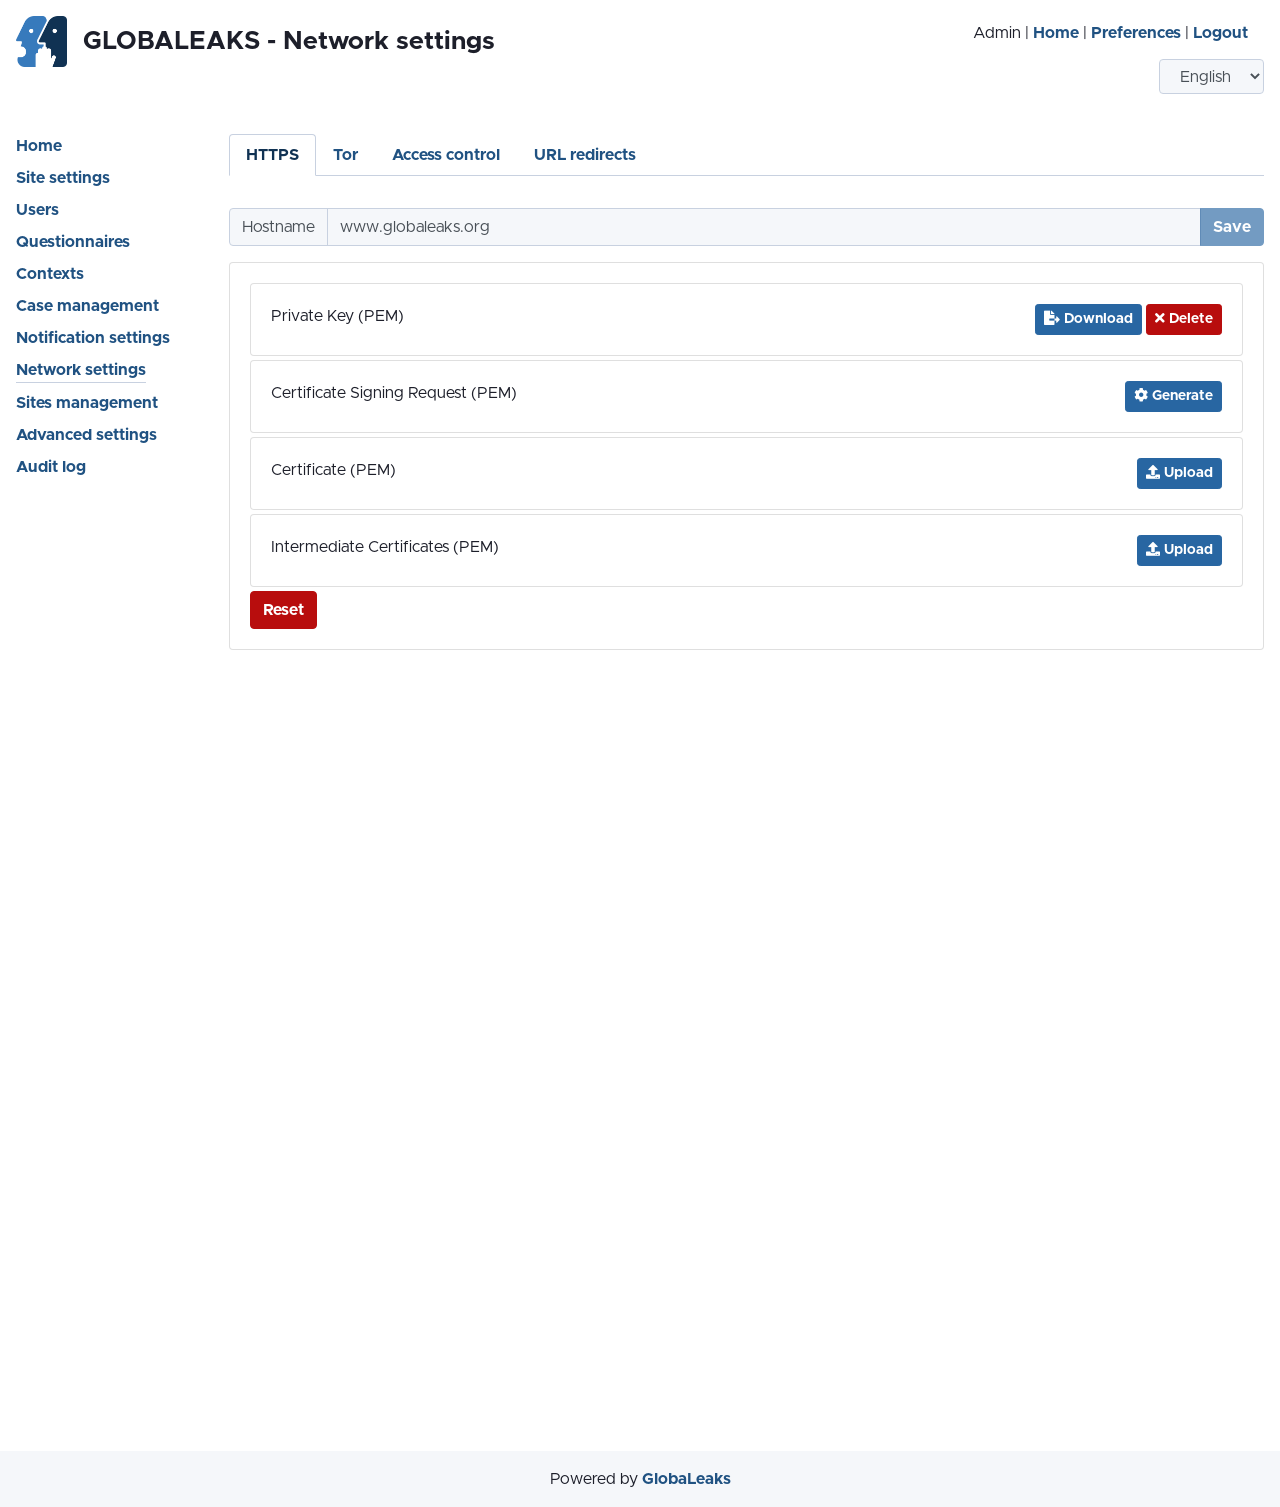 GLOBALEAKS - Network settings
Admin | Home | Preferences | Logout
English
Home
Site settings
Users
Questionnaires
Contexts
Case management
Notification settings
Network settings
Sites management
Advanced settings
Audit log
HTTPS Tor Access control URL redirects
Hostname www.globaleaks.org Save
Private Key (PEM) Download Delete
Certificate Signing Request (PEM) Generate
Certificate (PEM) Upload
Intermediate Certificates (PEM) Upload
Reset
Powered by GlobaLeaks